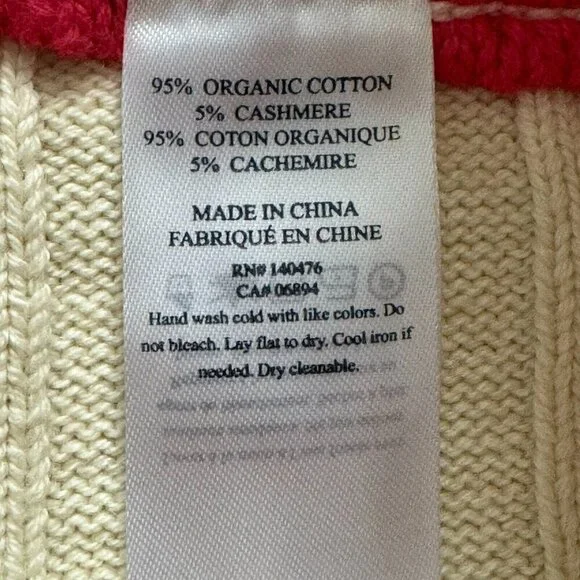 95% ORGANIC COTTON
5% CASHMERE
95% COTON ORGANIQUE
5% CACHEMIRE
MADE IN CHINA
FABRIQUÉ EN CHINE
RN# 140476
CA# 06894
Hand wash cold with like colors. Do
not bleach. Lay flat to dry. Cool iron if
needed. Dry cleanable.